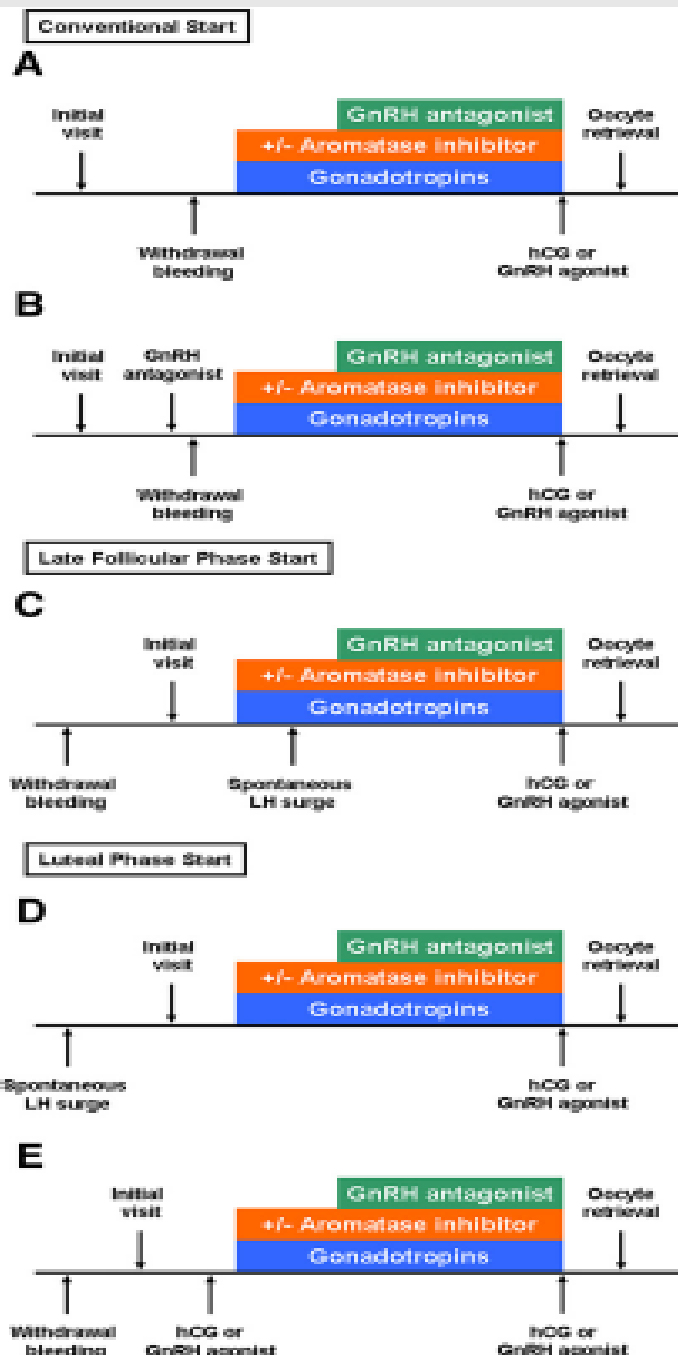 Conventional Start
A
Initial
visit
GnRH antagonist
+/- Aromatase inhibitor
Gonadotropins
Oocyte
retrieval
Withdrawal
bleeding
hCG or
GnRH agonist
B
Initial
visit
GnRH
antagonist
GnRH antagonist
+/- Aromatase inhibitor
Gonadotropins
Oocyte
retrieval
Withdrawal
bleeding
hCG or
GnRH agonist
Late Follicular Phase Start
C
Initial
visit
GnRH antagonist
+/- Aromatase inhibitor
Gonadotropins
Oocyte
retrieval
Withdrawal
bleeding
Spontaneous
LH surge
hCG or
GnRH agonist
Luteal Phase Start
D
Initial
visit
GnRH antagonist
+/- Aromatase inhibitor
Gonadotropins
Oocyte
retrieval
Spontaneous
LH surge
hCG or
GnRH agonist
E
Initial
visit
GnRH antagonist
+/- Aromatase inhibitor
Gonadotropins
Oocyte
retrieval
Withdrawal
bleeding
hCG or
GnRH agonist
hCG or
GnRH agonist